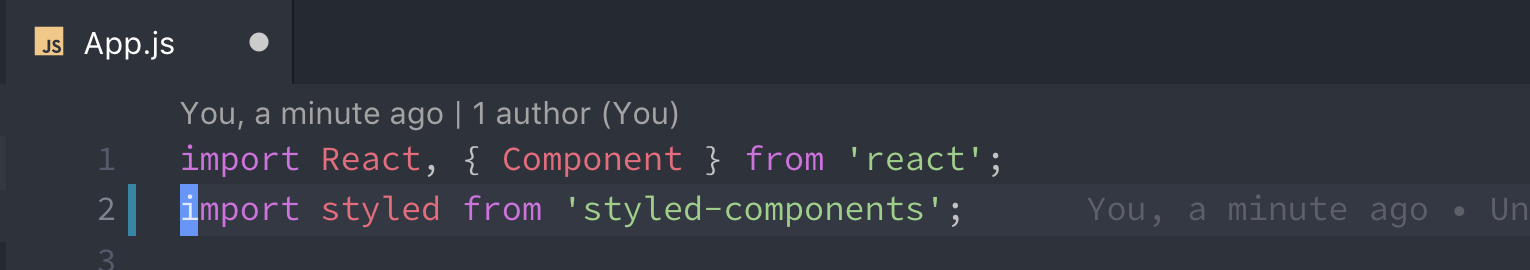 JS App.js
You, a minute ago | 1 author (You)
1 import React, { Component } from 'react';
2 import styled from 'styled-components'; You, a minute ago • Un
3